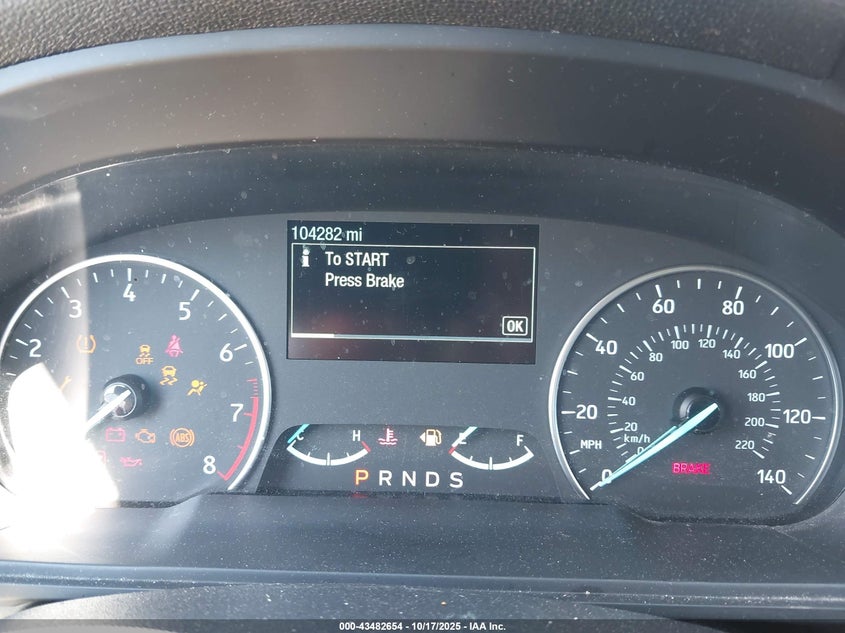 104282 mi
i To START
Press Brake
OK
2 3 4 5 6 7 8
OFF
ABS
C H
E F
P R N D S
0 20 40 60 80 100 120 140
MPH
0 20 40 60 80 100 120 140 160 180 200 220
km/h
BRAKE
000-43482654 - 10/17/2025 - IAA Inc.